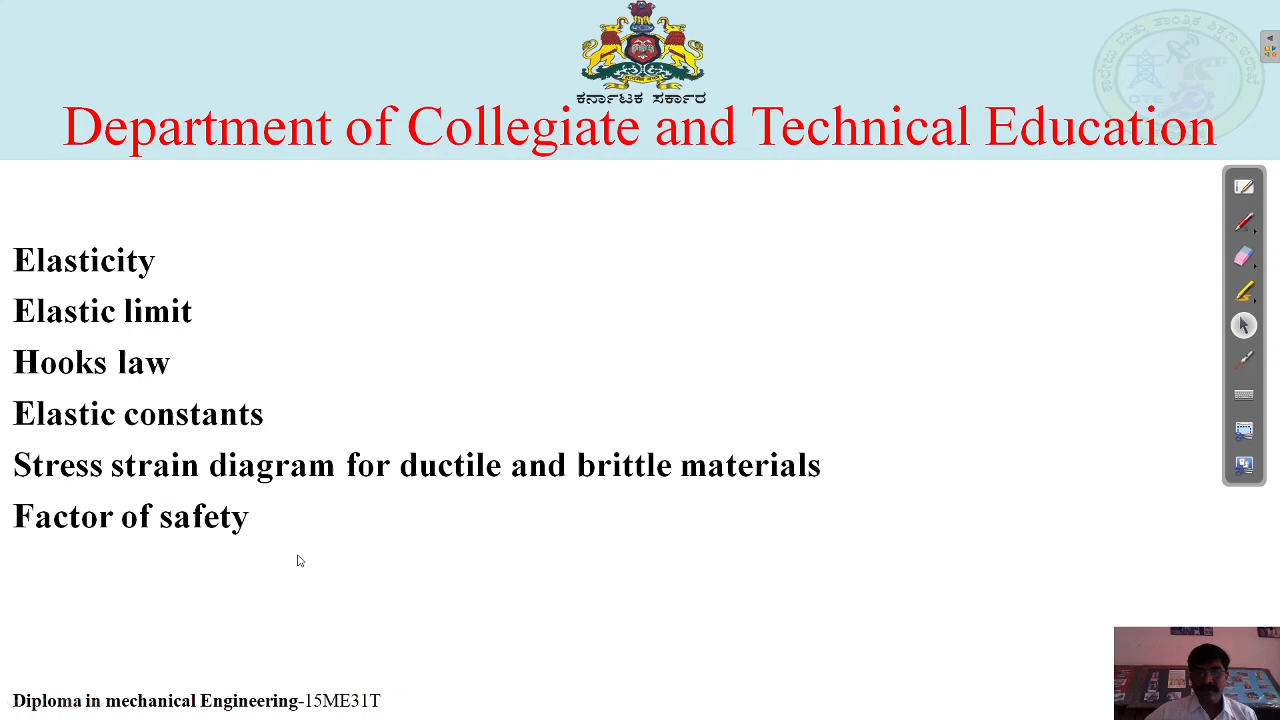 ಕರ್ನಾಟಕ ಸರ್ಕಾರ
Department of Collegiate and Technical Education
DTE
Elasticity
Elastic limit
Hooks law
Elastic constants
Stress strain diagram for ductile and brittle materials
Factor of safety
Diploma in mechanical Engineering-15ME31T